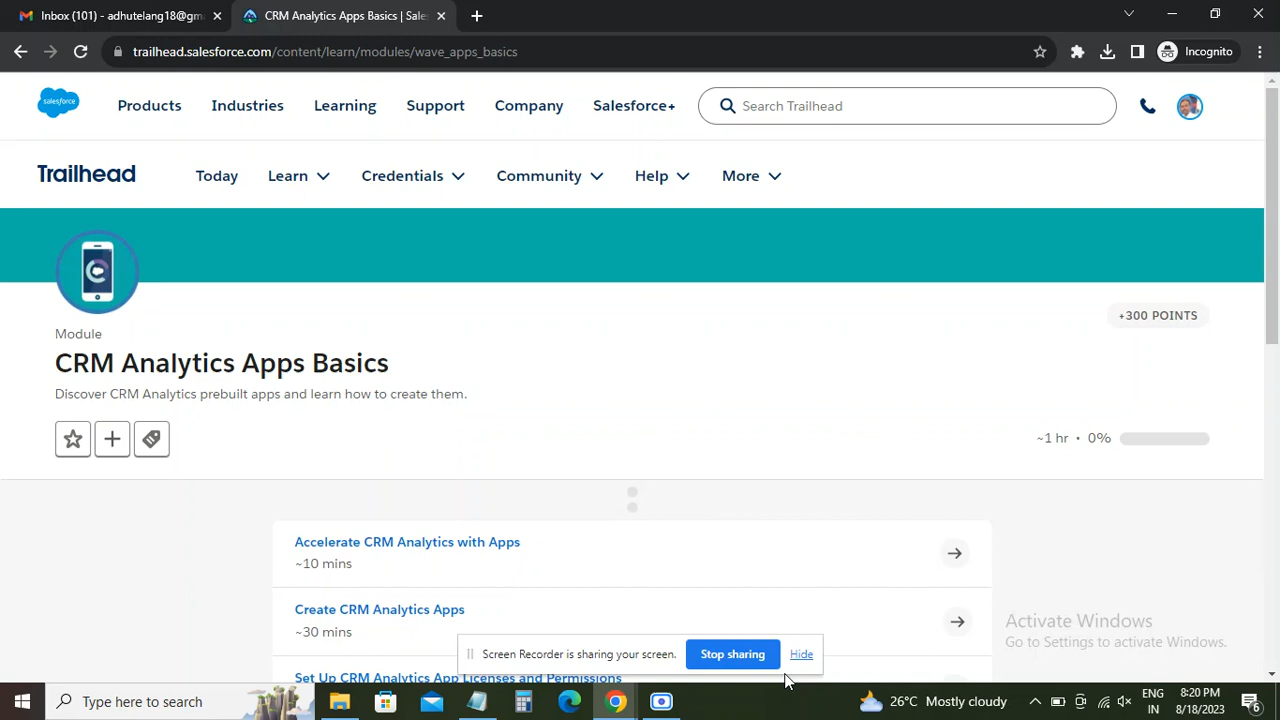 Inbox (101) - adhutelang18@gm
CRM Analytics Apps Basics | Sales
trailhead.salesforce.com/content/learn/modules/wave_apps_basics
Incognito
salesforce
Products
Industries
Learning
Support
Company
Salesforce+
Search Trailhead
Trailhead
Today
Learn
Credentials
Community
Help
More
+300 POINTS
Module
CRM Analytics Apps Basics
Discover CRM Analytics prebuilt apps and learn how to create them.
~1 hr • 0%
Accelerate CRM Analytics with Apps
~10 mins
Create CRM Analytics Apps
~30 mins
Activate Windows
Go to Settings to activate Windows.
Screen Recorder is sharing your screen.
Stop sharing
Hide
Set Up CRM Analytics App Licenses and Permissions
Type here to search
26°C Mostly cloudy
ENG
IN
8:20 PM
8/18/2023
6